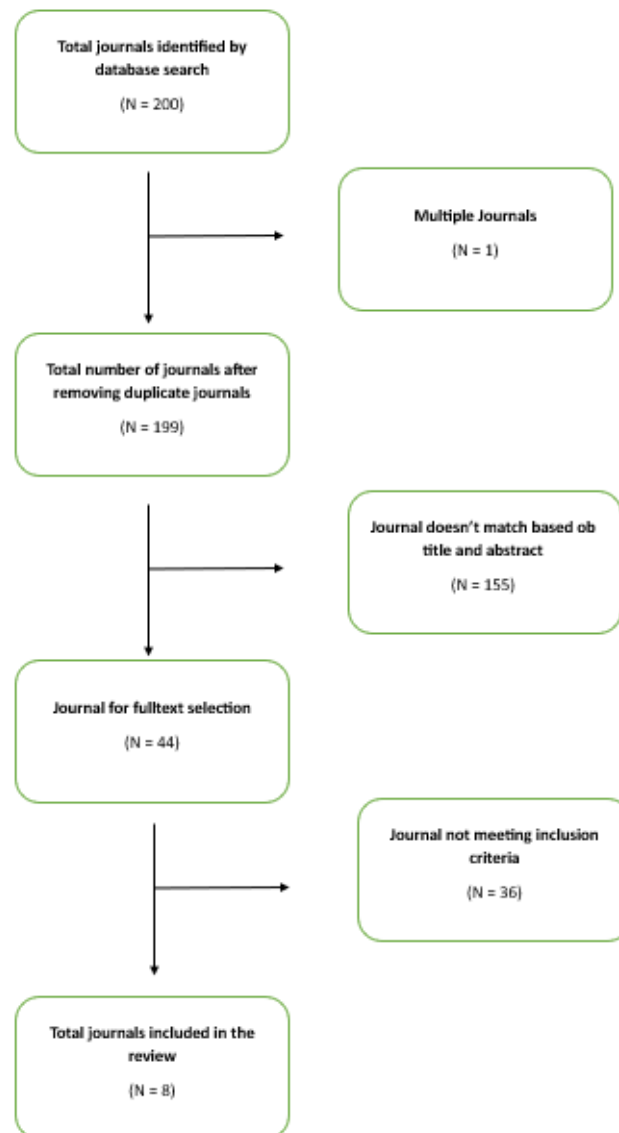 Total journals identified by
database search
(N = 200)
Multiple Journals
(N = 1)
Total number of journals after
removing duplicate journals
(N = 199)
Journal doesn't match based ob
title and abstract
(N = 155)
Journal for fulltext selection
(N = 44)
Journal not meeting inclusion
criteria
(N = 36)
Total journals included in the
review
(N = 8)